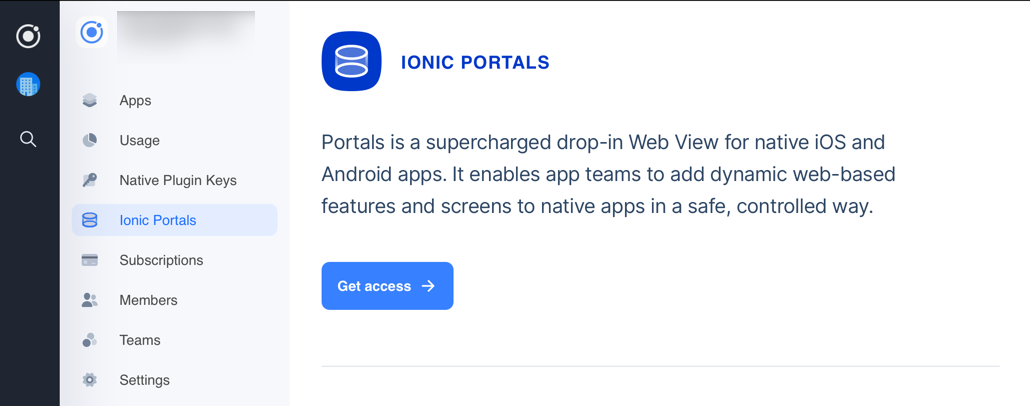 Apps
Usage
Native Plugin Keys
Ionic Portals
Subscriptions
Members
Teams
Settings
IONIC PORTALS
Portals is a supercharged drop-in Web View for native iOS and
Android apps. It enables app teams to add dynamic web-based
features and screens to native apps in a safe, controlled way.
Get access